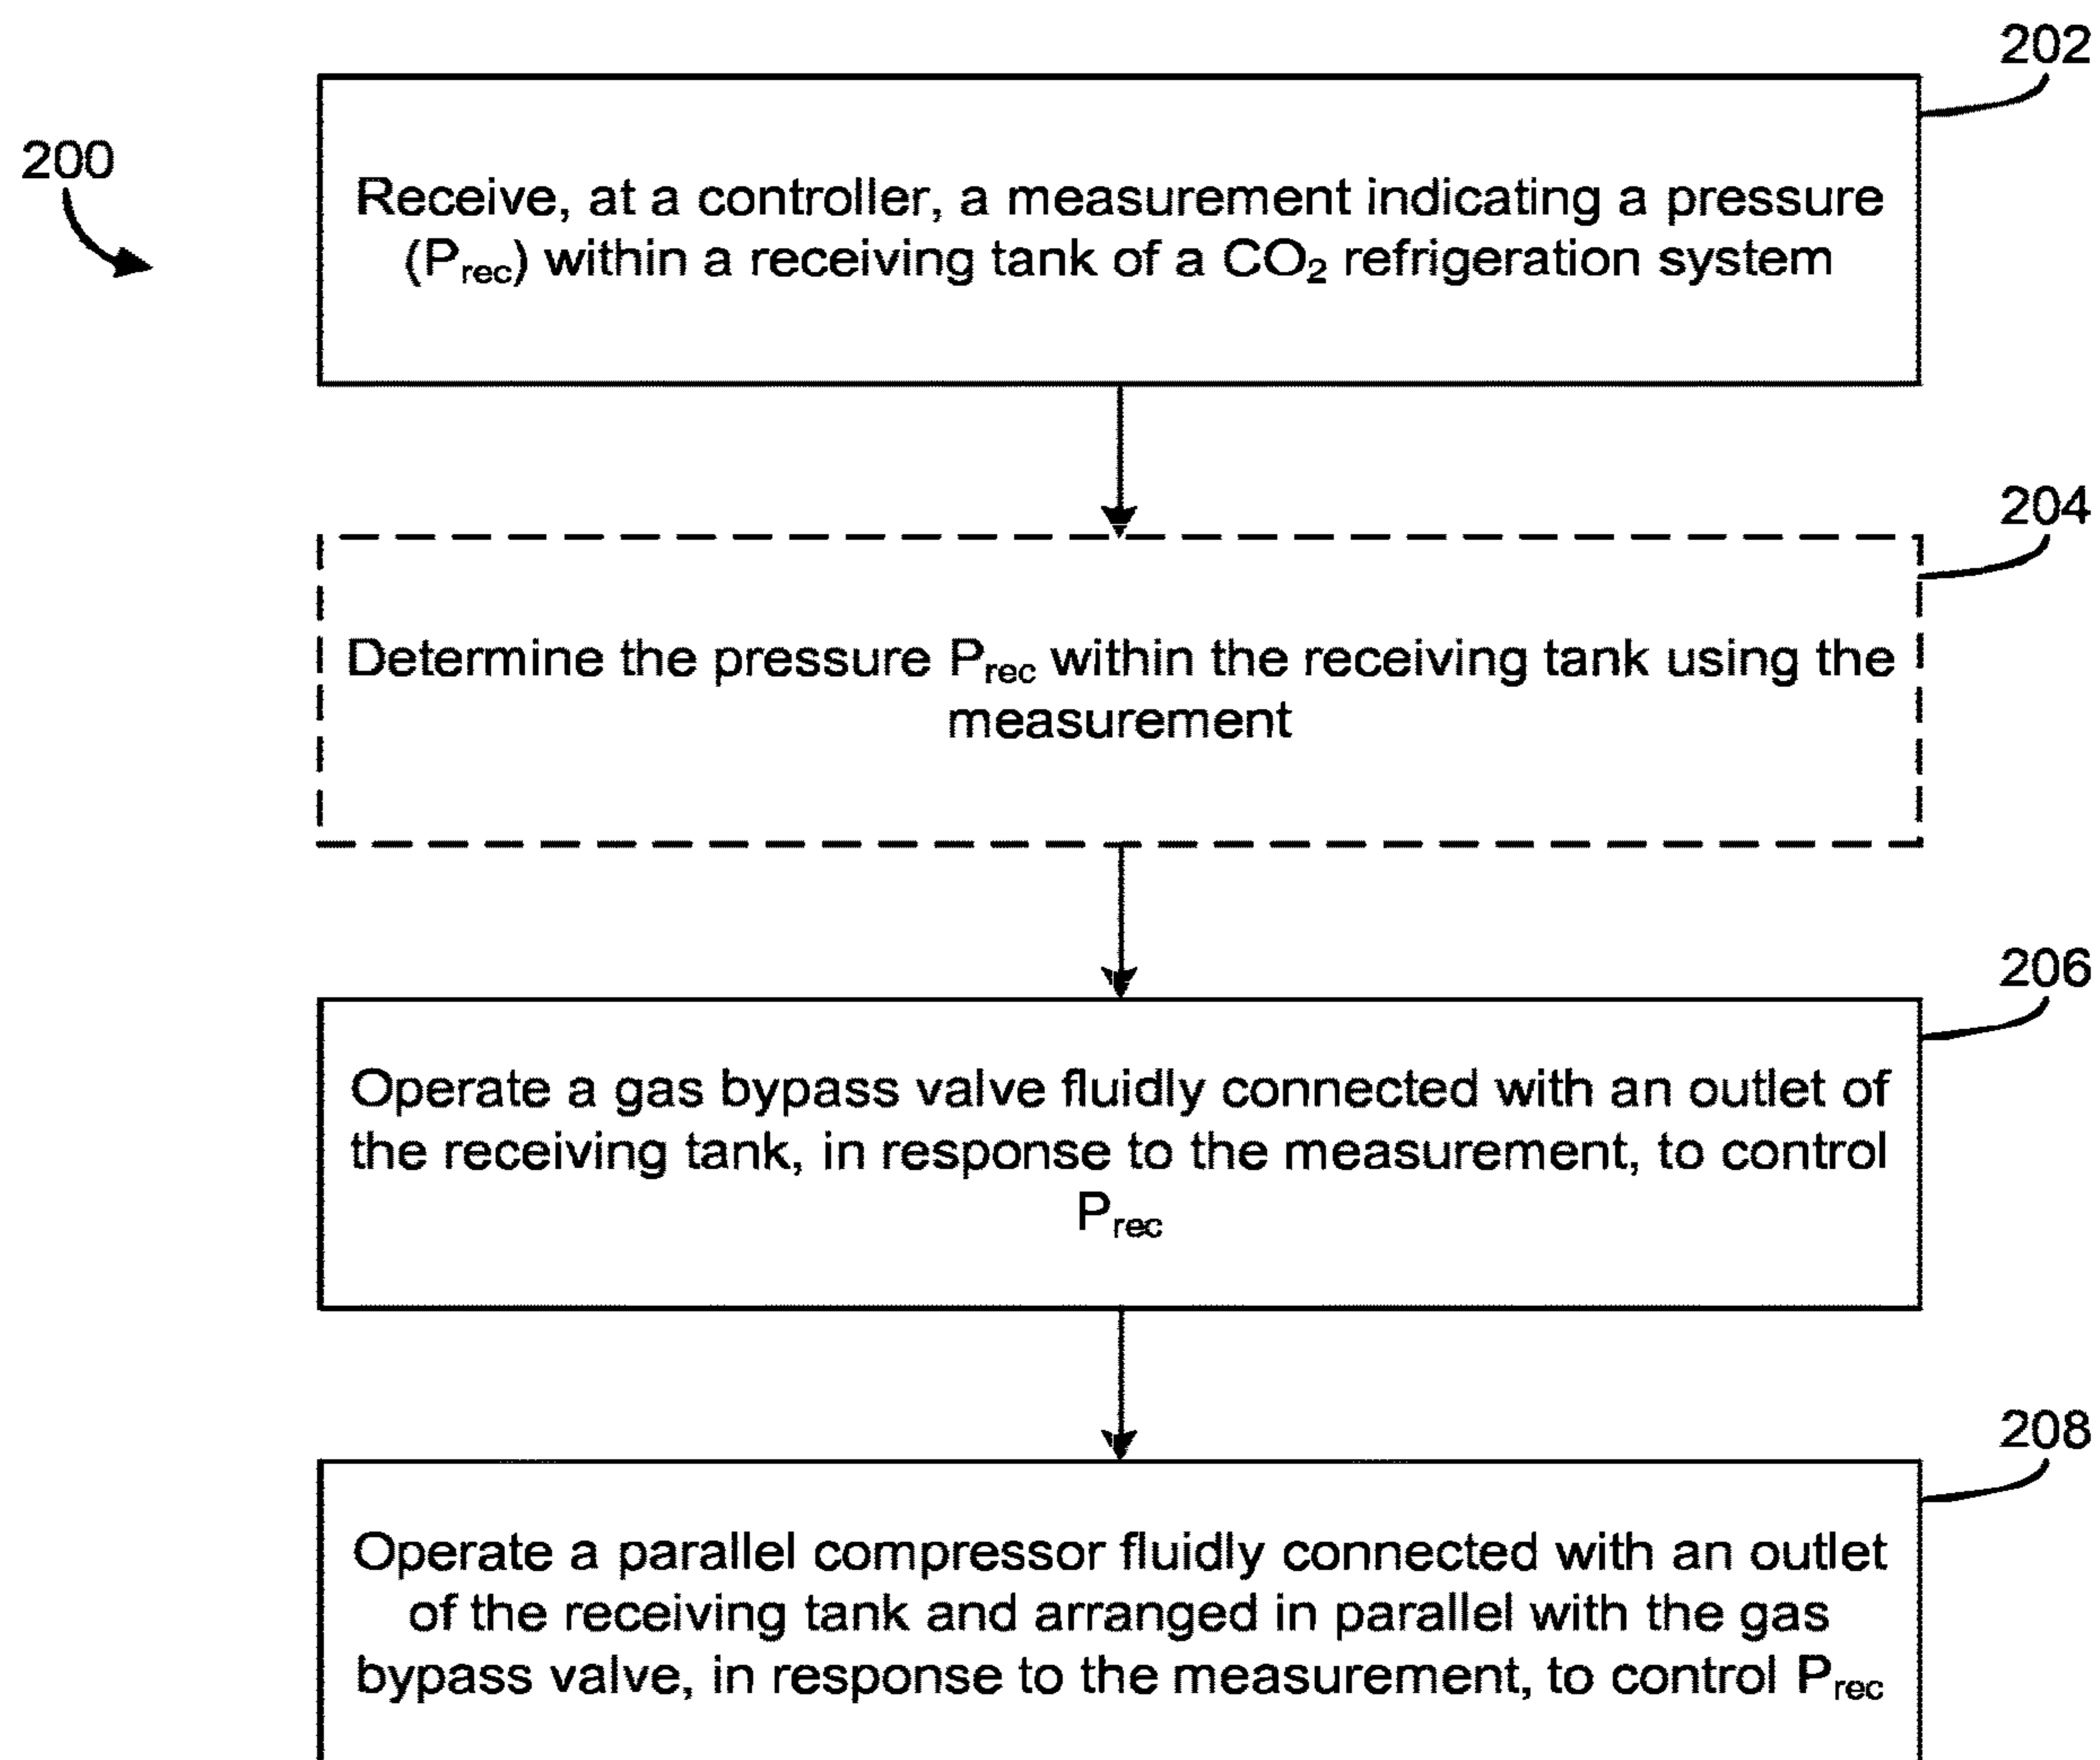 202
200
Receive, at a controller, a measurement indicating a pressure
(Prec) within a receiving tank of a CO₂ refrigeration system
204
Determine the pressure Prec within the receiving tank using the
measurement
206
Operate a gas bypass valve fluidly connected with an outlet of
the receiving tank, in response to the measurement, to control
Prec
208
Operate a parallel compressor fluidly connected with an outlet
of the receiving tank and arranged in parallel with the gas
bypass valve, in response to the measurement, to control Prec